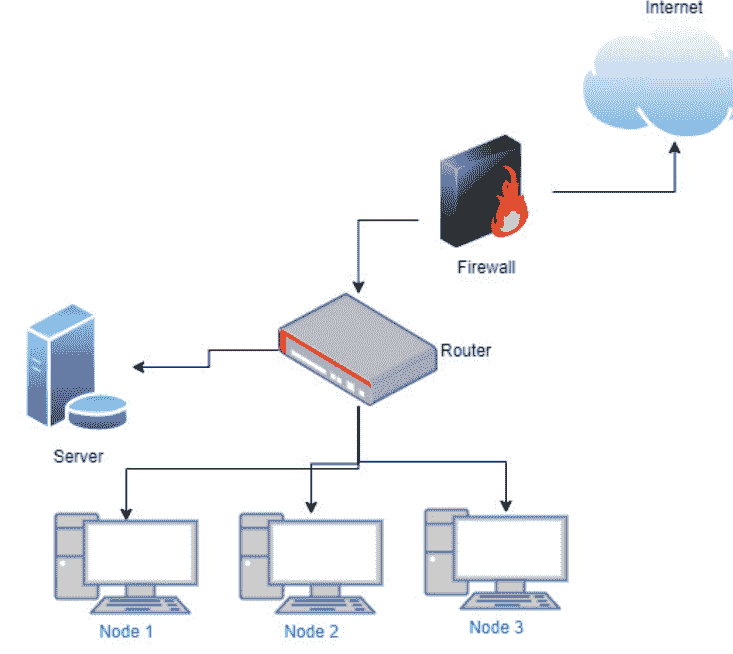 Internet
Firewall
Router
Server
Node 1
Node 2
Node 3